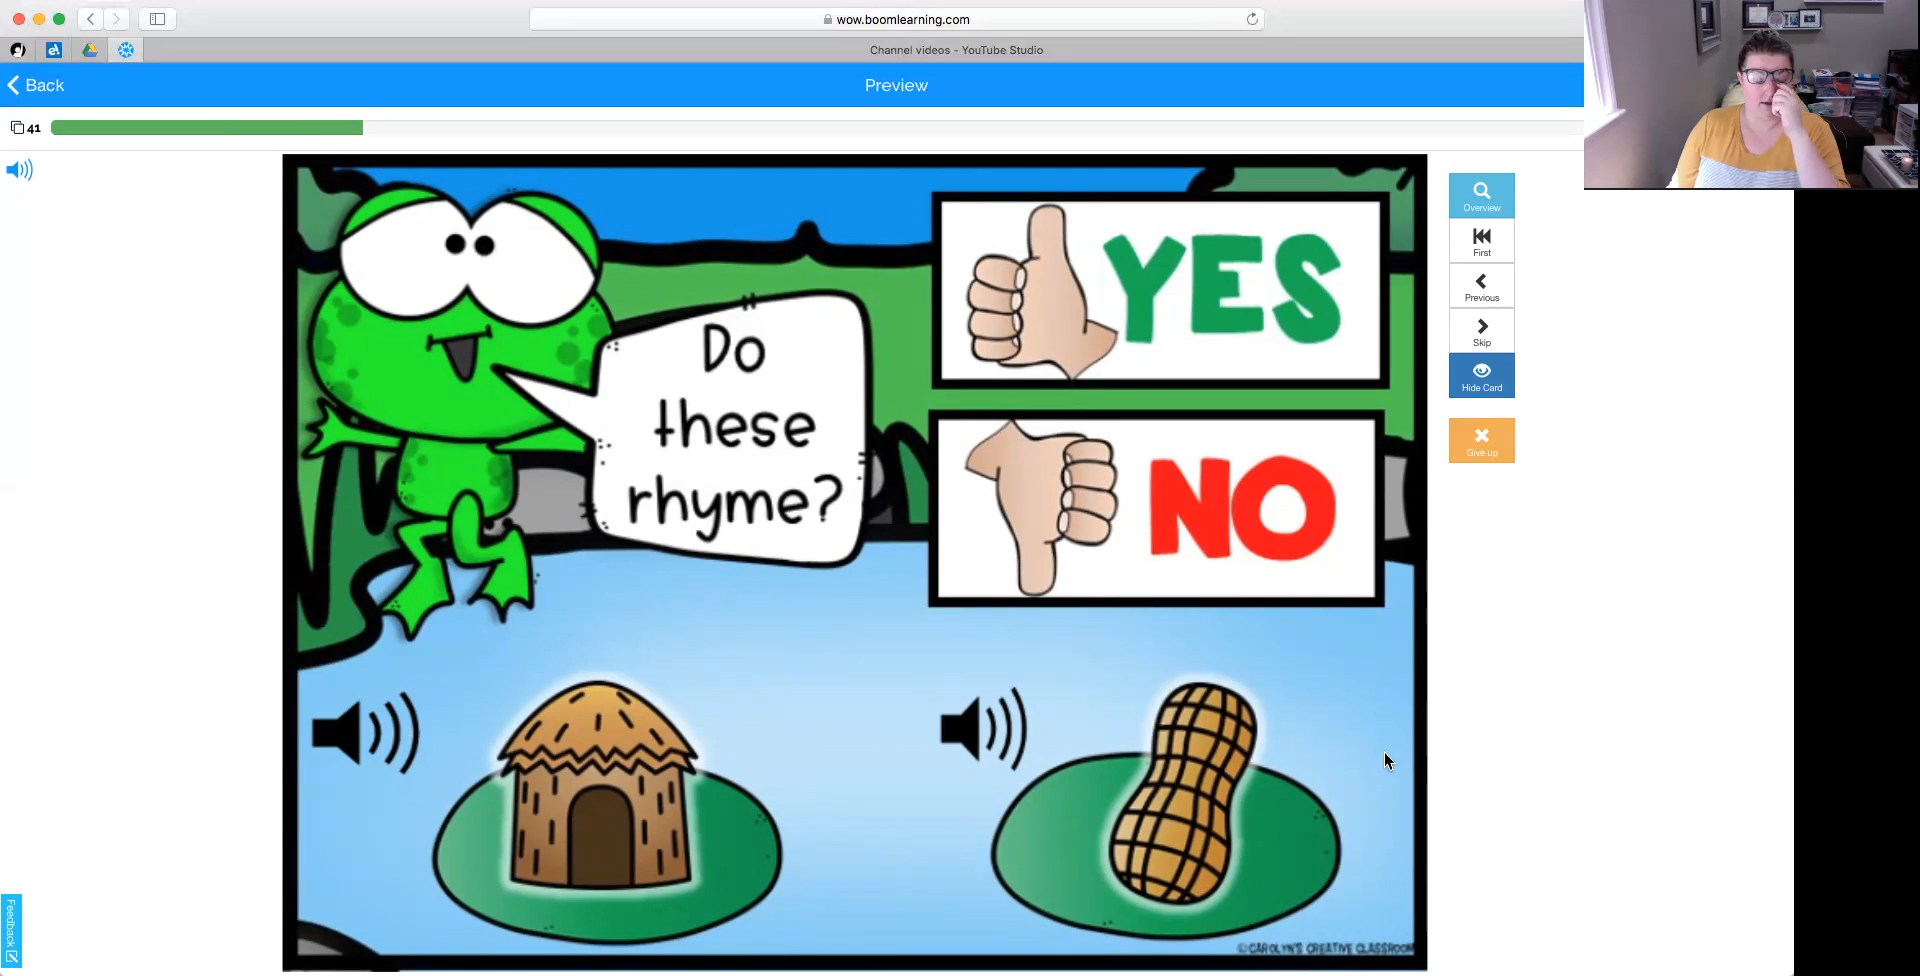 wow.boomlearning.com
Channel videos - YouTube Studio
Back
Preview
41
Do
these
rhyme?
YES
NO
Overview
First
Previous
Skip
Hide Card
Give up
Feedback
©CAROLYN'S CREATIVE CLASSROOM